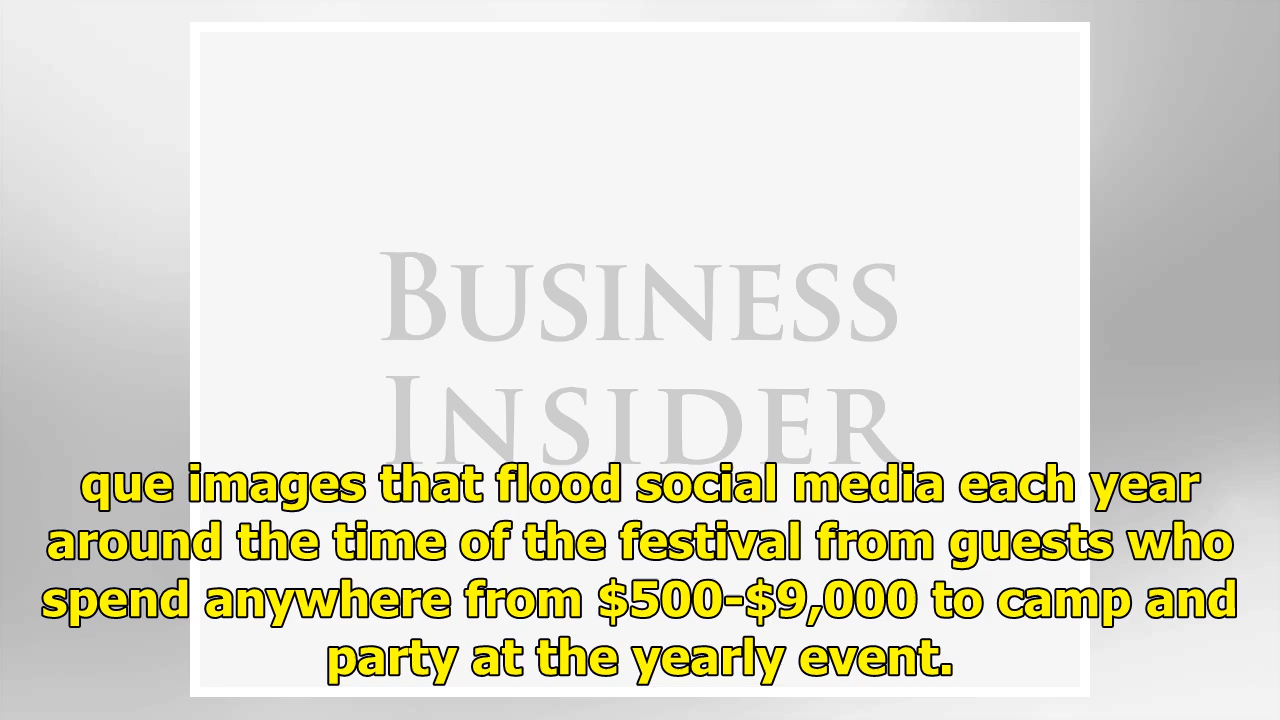 BUSINESS
INSIDER
que images that flood social media each year
around the time of the festival from guests who
spend anywhere from $500-$9,000 to camp and
party at the yearly event.